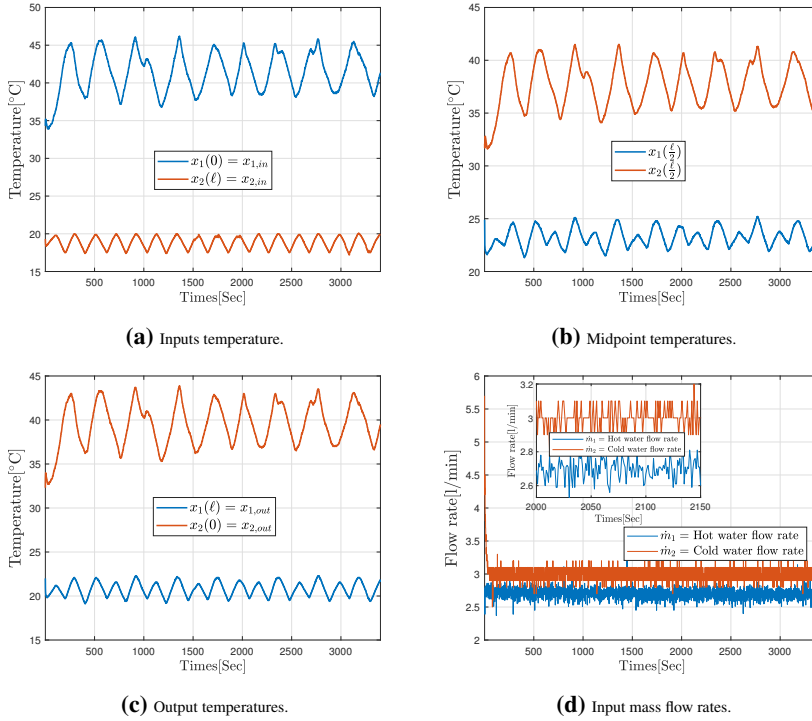 50
45
40
35
30
25
20
15
500 1000 1500 2000 2500 3000
Temperature[°C]
Times[Sec]
x₁(0) = x₁,in
x₂(ℓ) = x₂,in
(a) Inputs temperature.
45
40
35
30
25
20
500 1000 1500 2000 2500 3000
Temperature[°C]
Times[Sec]
x₁(ℓ/2)
x₂(ℓ/2)
(b) Midpoint temperatures.
45
40
35
30
25
20
15
500 1000 1500 2000 2500 3000
Temperature[°C]
Times[Sec]
x₁(ℓ) = x₁,out
x₂(0) = x₂,out
(c) Output temperatures.
6
5.5
5
4.5
4
3.5
3
2.5
2
500 1000 1500 2000 2500 3000
Flow rate[l/min]
Times[Sec]
3.2
3
2.8
2.6
2000 2050 2100 2150
Flow rate[l/min]
Times[Sec]
ṁ₁ = Hot water flow rate
ṁ₂ = Cold water flow rate
ṁ₁ = Hot water flow rate
ṁ₂ = Cold water flow rate
(d) Input mass flow rates.